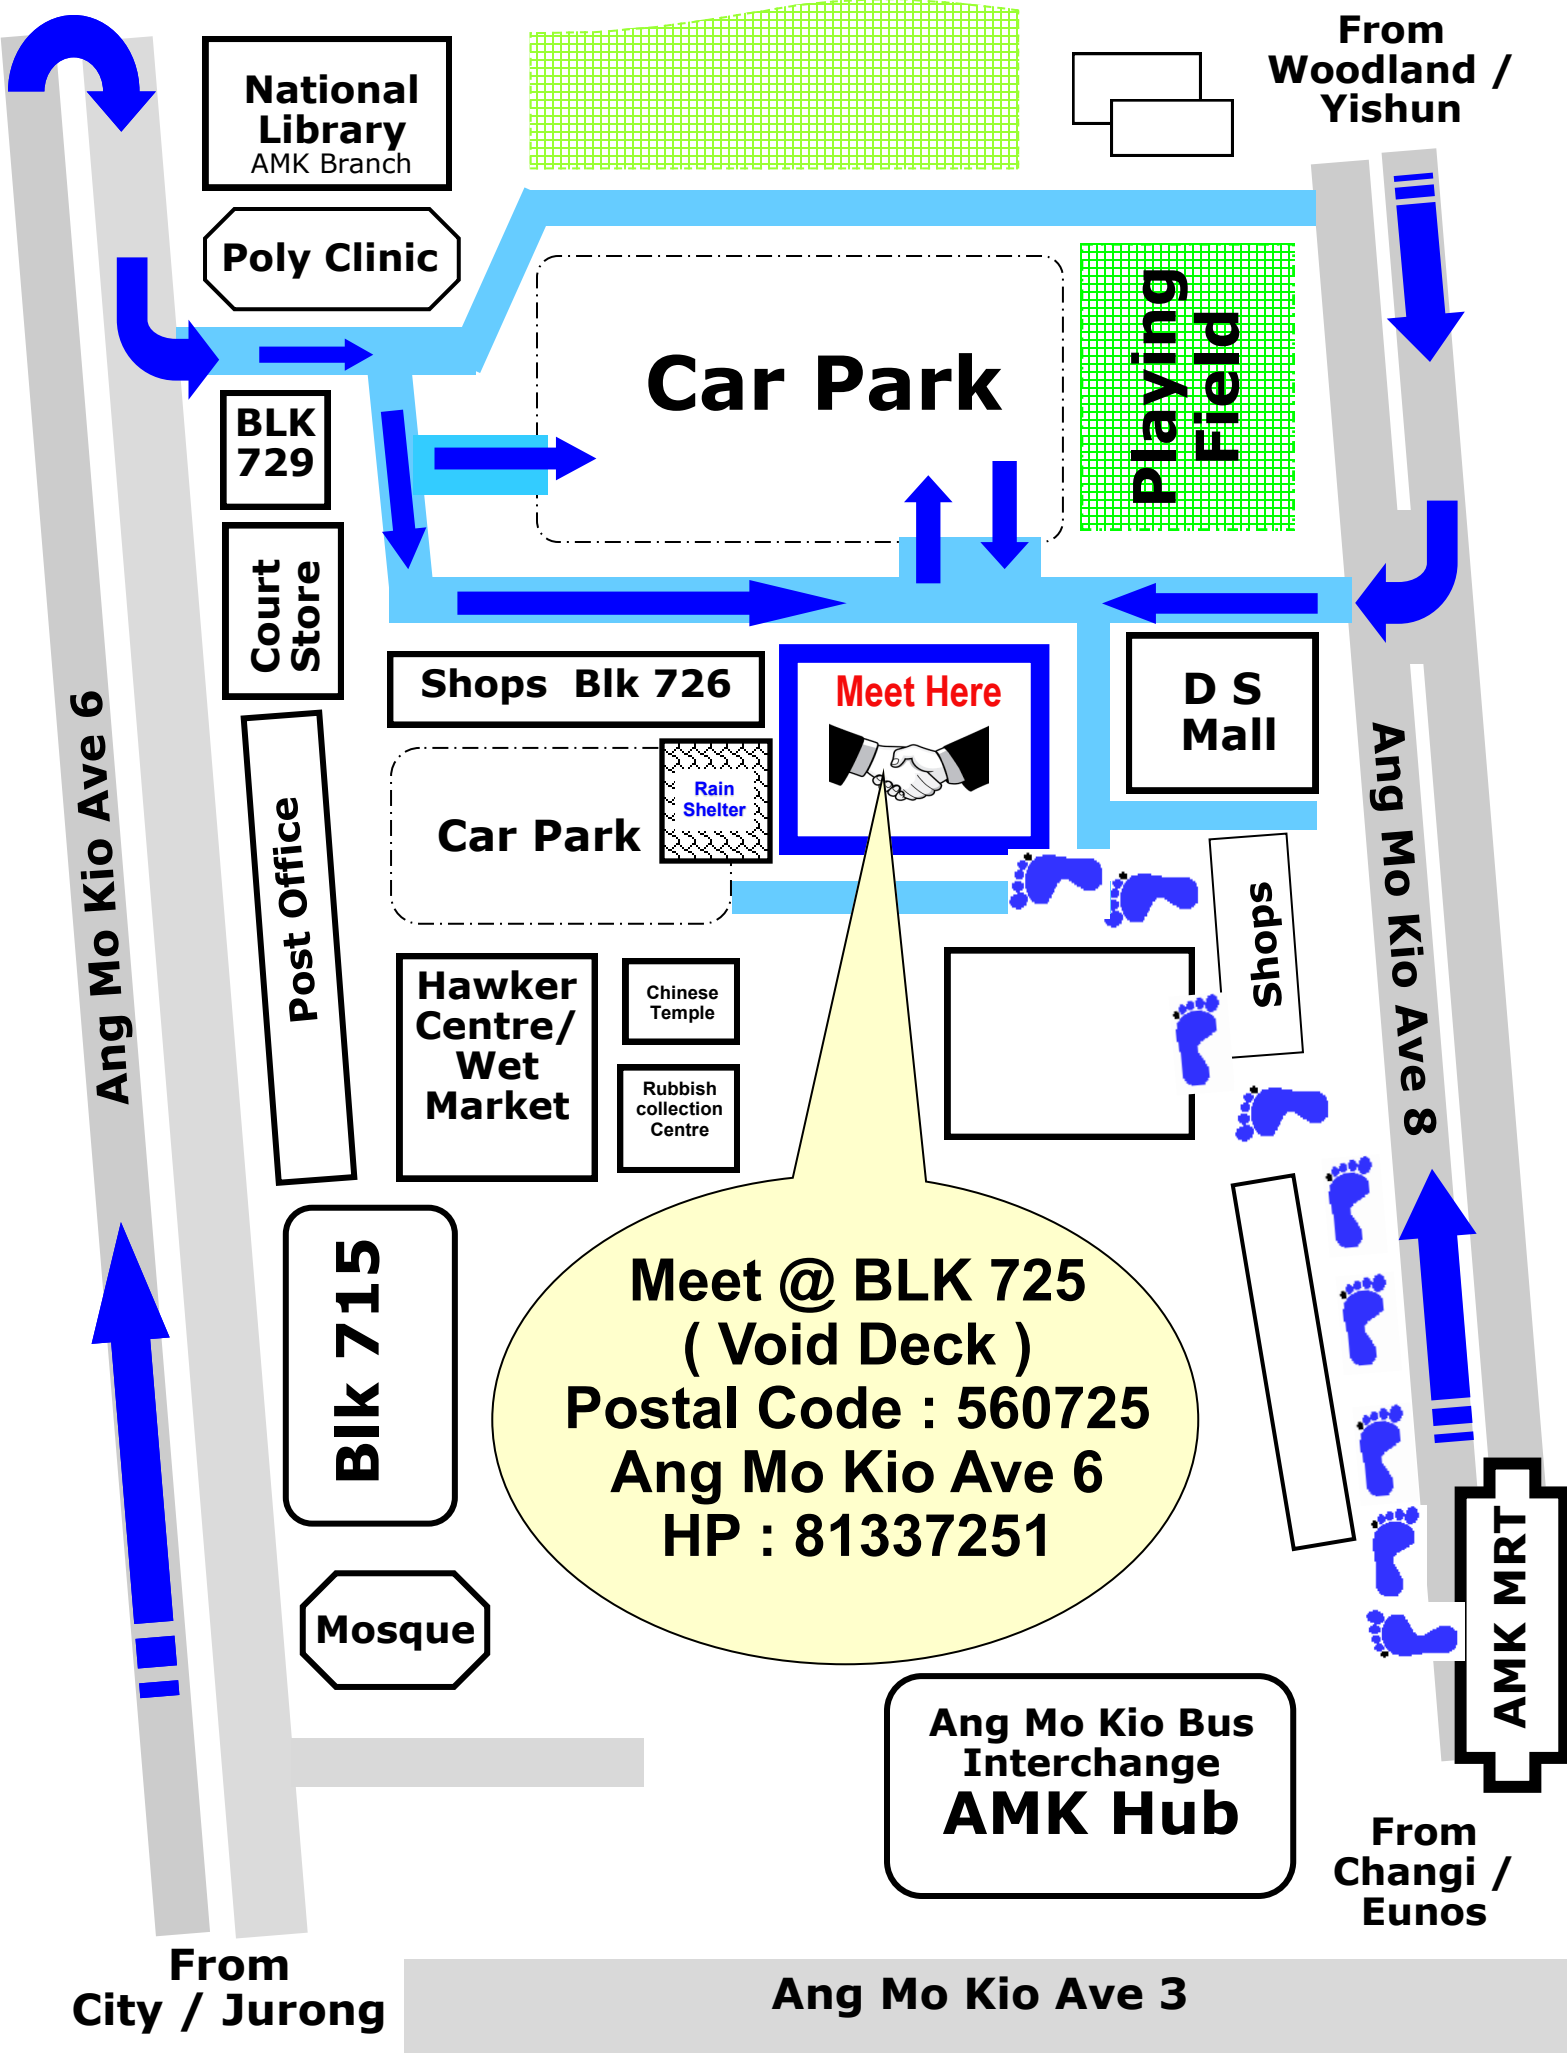 From
Woodland /
Yishun
National
Library
AMK Branch
Poly Clinic
Car Park
Playing
Field
BLK
729
Court
Store
Shops Blk 726
Meet Here
D S
Mall
Rain
Shelter
Car Park
Ang Mo Kio Ave 6
Post Office
Ang Mo Kio Ave 8
Shops
Hawker
Centre/
Wet
Market
Chinese
Temple
Rubbish
collection
Centre
Blk 715
Meet @ BLK 725
( Void Deck )
Postal Code : 560725
Ang Mo Kio Ave 6
HP : 81337251
Mosque
AMK MRT
Ang Mo Kio Bus
Interchange
AMK Hub
From
Changi /
Eunos
From
City / Jurong
Ang Mo Kio Ave 3